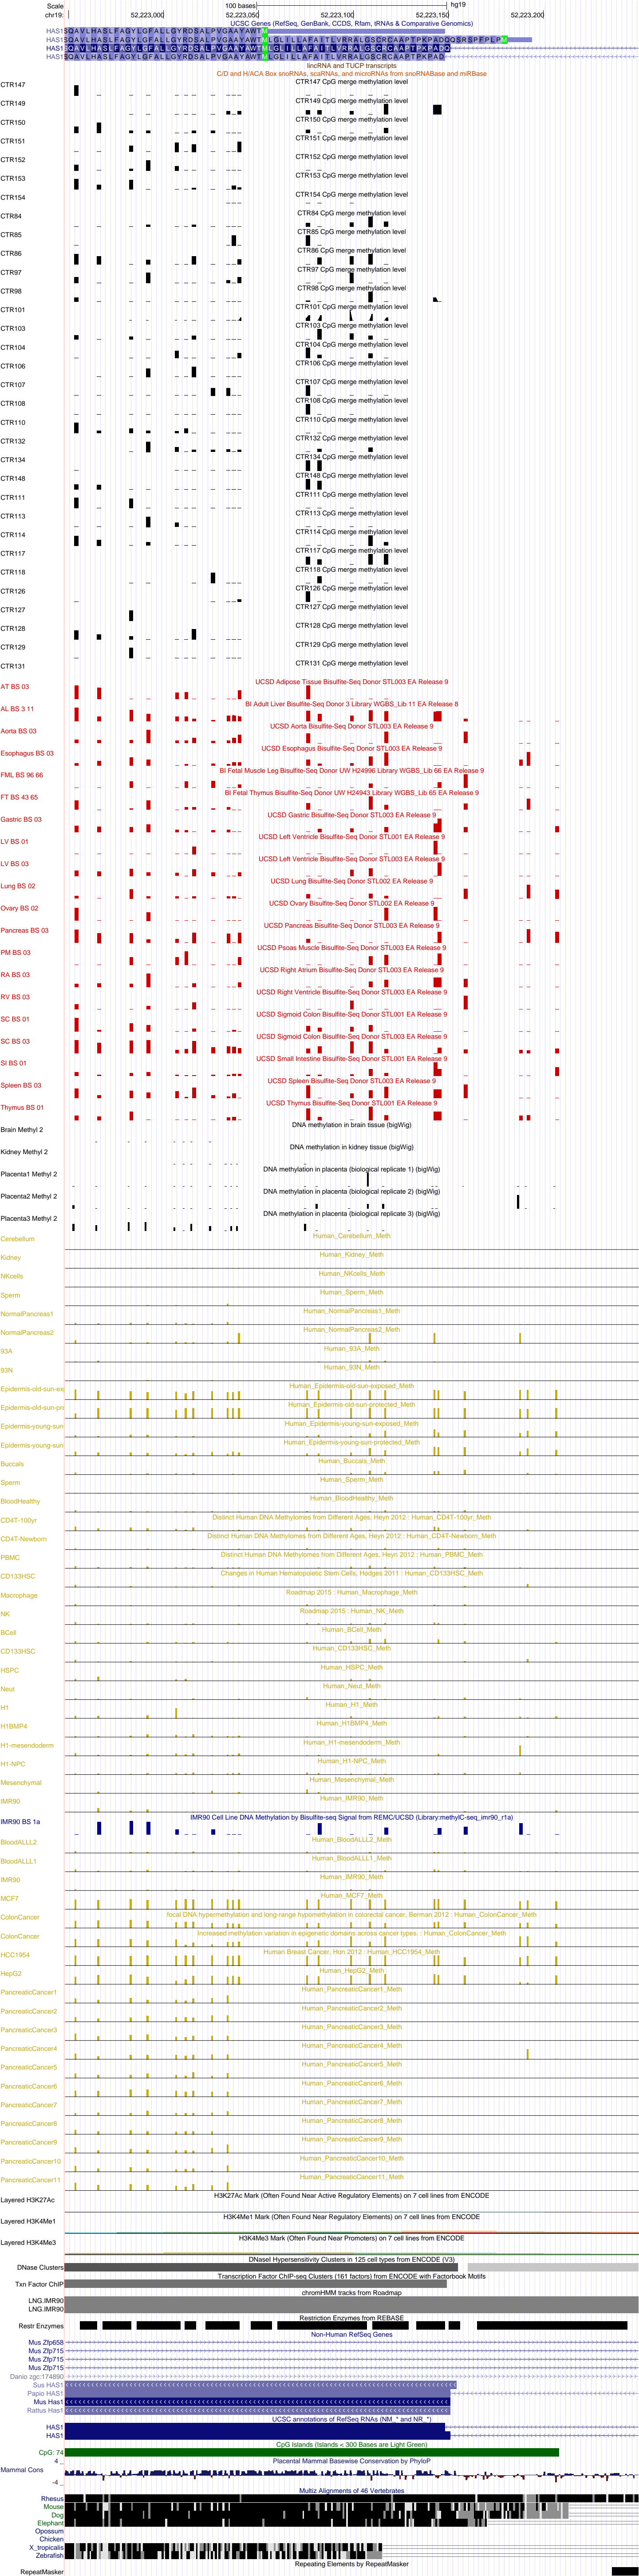 Scale 100 bases hg19
chr19: 52,223,000 52,223,050 52,223,100 52,223,150 52,223,200
UCSC Genes (RefSeq, GenBank, CCDS, Rfam, tRNAs & Comparative Genomics)
HAS1
HAS1
HAS1
HAS1
lincRNA and TUCP transcripts
C/D and H/ACA Box snoRNAs, scaRNAs, and microRNAs from snoRNABase and miRBase
CTR147 CTR147 CpG merge methylation level
CTR149 CTR149 CpG merge methylation level
CTR150 CTR150 CpG merge methylation level
CTR151 CTR151 CpG merge methylation level
CTR152 CTR152 CpG merge methylation level
CTR153 CTR153 CpG merge methylation level
CTR154 CTR154 CpG merge methylation level
CTR84 CTR84 CpG merge methylation level
CTR85 CTR85 CpG merge methylation level
CTR86 CTR86 CpG merge methylation level
CTR97 CTR97 CpG merge methylation level
CTR98 CTR98 CpG merge methylation level
CTR101 CTR101 CpG merge methylation level
CTR103 CTR103 CpG merge methylation level
CTR104 CTR104 CpG merge methylation level
CTR106 CTR106 CpG merge methylation level
CTR107 CTR107 CpG merge methylation level
CTR108 CTR108 CpG merge methylation level
CTR110 CTR110 CpG merge methylation level
CTR132 CTR132 CpG merge methylation level
CTR134 CTR134 CpG merge methylation level
CTR148 CTR148 CpG merge methylation level
CTR111 CTR111 CpG merge methylation level
CTR113 CTR113 CpG merge methylation level
CTR114 CTR114 CpG merge methylation level
CTR117 CTR117 CpG merge methylation level
CTR118 CTR118 CpG merge methylation level
CTR126 CTR126 CpG merge methylation level
CTR127 CTR127 CpG merge methylation level
CTR128 CTR128 CpG merge methylation level
CTR129 CTR129 CpG merge methylation level
CTR131 CTR131 CpG merge methylation level
AT BS 03 UCSD Adipose Tissue Bisulfite-Seq Donor STL003 EA Release 9
AL BS 3 11 BI Adult Liver Bisulfite-Seq Donor 3 Library WGBS_Lib 11 EA Release 8
Aorta BS 03 UCSD Aorta Bisulfite-Seq Donor STL003 EA Release 9
Esophagus BS 03 UCSD Esophagus Bisulfite-Seq Donor STL003 EA Release 9
FML BS 96 66 BI Fetal Muscle Leg Bisulfite-Seq Donor UW H24996 Library WGBS_Lib 66 EA Release 9
FT BS 43 65 BI Fetal Thymus Bisulfite-Seq Donor UW H24943 Library WGBS_Lib 65 EA Release 9
Gastric BS 03 UCSD Gastric Bisulfite-Seq Donor STL003 EA Release 9
LV BS 01 UCSD Left Ventricle Bisulfite-Seq Donor STL001 EA Release 9
LV BS 03 UCSD Left Ventricle Bisulfite-Seq Donor STL003 EA Release 9
Lung BS 02 UCSD Lung Bisulfite-Seq Donor STL002 EA Release 9
Ovary BS 02 UCSD Ovary Bisulfite-Seq Donor STL002 EA Release 9
Pancreas BS 03 UCSD Pancreas Bisulfite-Seq Donor STL003 EA Release 9
PM BS 03 UCSD Psoas Muscle Bisulfite-Seq Donor STL003 EA Release 9
RA BS 03 UCSD Right Atrium Bisulfite-Seq Donor STL003 EA Release 9
RV BS 03 UCSD Right Ventricle Bisulfite-Seq Donor STL003 EA Release 9
SC BS 01 UCSD Sigmoid Colon Bisulfite-Seq Donor STL001 EA Release 9
SC BS 03 UCSD Sigmoid Colon Bisulfite-Seq Donor STL003 EA Release 9
SI BS 01 UCSD Small Intestine Bisulfite-Seq Donor STL001 EA Release 9
Spleen BS 03 UCSD Spleen Bisulfite-Seq Donor STL003 EA Release 9
Thymus BS 01 UCSD Thymus Bisulfite-Seq Donor STL001 EA Release 9
Brain Methyl 2 DNA methylation in brain tissue (bigWig)
Kidney Methyl 2 DNA methylation in kidney tissue (bigWig)
Placenta1 Methyl 2 DNA methylation in placenta (biological replicate 1) (bigWig)
Placenta2 Methyl 2 DNA methylation in placenta (biological replicate 2) (bigWig)
Placenta3 Methyl 2 DNA methylation in placenta (biological replicate 3) (bigWig)
Cerebellum Human_Cerebellum_Meth
Kidney Human_Kidney_Meth
NKcells Human_NKcells_Meth
Sperm Human_Sperm_Meth
NormalPancreas1 Human_NormalPancreas1_Meth
NormalPancreas2 Human_NormalPancreas2_Meth
93A Human_93A_Meth
93N Human_93N_Meth
Epidermis-old-sun-ex Human_Epidermis-old-sun-exposed_Meth
Epidermis-old-sun-pro Human_Epidermis-old-sun-protected_Meth
Epidermis-young-sun Human_Epidermis-young-sun-exposed_Meth
Epidermis-young-sun Human_Epidermis-young-sun-protected_Meth
Buccals Human_Buccals_Meth
Sperm Human_Sperm_Meth
BloodHealthy Human_BloodHealthy_Meth
CD4T-100yr Distinct Human DNA Methylomes from Different Ages, Heyn 2012 : Human_CD4T-100yr_Meth
CD4T-Newborn Distinct Human DNA Methylomes from Different Ages, Heyn 2012 : Human_CD4T-Newborn_Meth
PBMC Distinct Human DNA Methylomes from Different Ages, Heyn 2012 : Human_PBMC_Meth
CD133HSC Changes in Human Hematopoietic Stem Cells, Hodges 2011 : Human_CD133HSC_Meth
Macrophage Roadmap 2015 : Human_Macrophage_Meth
NK Roadmap 2015 : Human_NK_Meth
BCell Human_BCell_Meth
CD133HSC Human_CD133HSC_Meth
HSPC Human_HSPC_Meth
Neut Human_Neut_Meth
H1 Human_H1_Meth
H1BMP4 Human_H1BMP4_Meth
H1-mesendoderm Human_H1-mesendoderm_Meth
H1-NPC Human_H1-NPC_Meth
Mesenchymal Human_Mesenchymal_Meth
IMR90 Human_IMR90_Meth
IMR90 BS 1a IMR90 Cell Line DNA Methylation by Bisulfite-seq Signal from REMC/UCSD (Library:methylC-seq_imr90_r1a)
BloodALLL2 Human_BloodALLL2_Meth
BloodALLL1 Human_BloodALLL1_Meth
IMR90 Human_IMR90_Meth
MCF7 Human_MCF7_Meth
ColonCancer focal DNA hypermethylation and long-range hypomethylation in colorectal cancer, Berman 2012 : Human_ColonCancer_Meth
ColonCancer Increased methylation variation in epigenetic domains across cancer types. : Human_ColonCancer_Meth
HCC1954 Human Breast Cancer, Hon 2012 : Human_HCC1954_Meth
HepG2 Human_HepG2_Meth
PancreaticCancer1 Human_PancreaticCancer1_Meth
PancreaticCancer2 Human_PancreaticCancer2_Meth
PancreaticCancer3 Human_PancreaticCancer3_Meth
PancreaticCancer4 Human_PancreaticCancer4_Meth
PancreaticCancer5 Human_PancreaticCancer5_Meth
PancreaticCancer6 Human_PancreaticCancer6_Meth
PancreaticCancer7 Human_PancreaticCancer7_Meth
PancreaticCancer8 Human_PancreaticCancer8_Meth
PancreaticCancer9 Human_PancreaticCancer9_Meth
PancreaticCancer10 Human_PancreaticCancer10_Meth
PancreaticCancer11 Human_PancreaticCancer11_Meth
Layered H3K27Ac H3K27Ac Mark (Often Found Near Active Regulatory Elements) on 7 cell lines from ENCODE
Layered H3K4Me1 H3K4Me1 Mark (Often Found Near Regulatory Elements) on 7 cell lines from ENCODE
Layered H3K4Me3 H3K4Me3 Mark (Often Found Near Promoters) on 7 cell lines from ENCODE
DNaseI Hypersensitivity Clusters in 125 cell types from ENCODE (V3)
DNase Clusters
Transcription Factor ChIP-seq Clusters (161 factors) from ENCODE with Factorbook Motifs
Txn Factor ChIP
chromHMM tracks from Roadmap
LNG.IMR90
LNG.IMR90
Restriction Enzymes from REBASE
Restr Enzymes
Non-Human RefSeq Genes
Mus Zfp658
Mus Zfp715
Mus Zfp715
Mus Zfp715
Danio zgc:174890
Sus HAS1
Papio HAS1
Mus Has1
Rattus Has1
UCSC annotations of RefSeq RNAs (NM_* and NR_*)
HAS1
HAS1
CpG Islands (Islands < 300 Bases are Light Green)
CpG: 74
Placental Mammal Basewise Conservation by PhyloP
4 _
Mammal Cons
-4 _
Multiz Alignments of 46 Vertebrates
Rhesus
Mouse
Dog
Elephant
Opossum
Chicken
X_tropicalis
Zebrafish
Repeating Elements by RepeatMasker
RepeatMasker